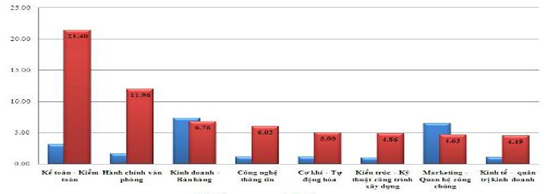 25.00
20.00
15.00
10.00
5.00
0.00
21.40
11.96
6.76
6.02
5.00
4.86
4.65
4.49
Kế toán - Kiểm toán
Hành chính văn phòng
Kinh doanh - Bán hàng
Công nghệ thông tin
Cơ khí - Tự động hóa
Kiến trúc - Kỹ thuật công trình xây dựng
Marketing - Quan hệ công chúng
Kinh tế - quản trị kinh doanh